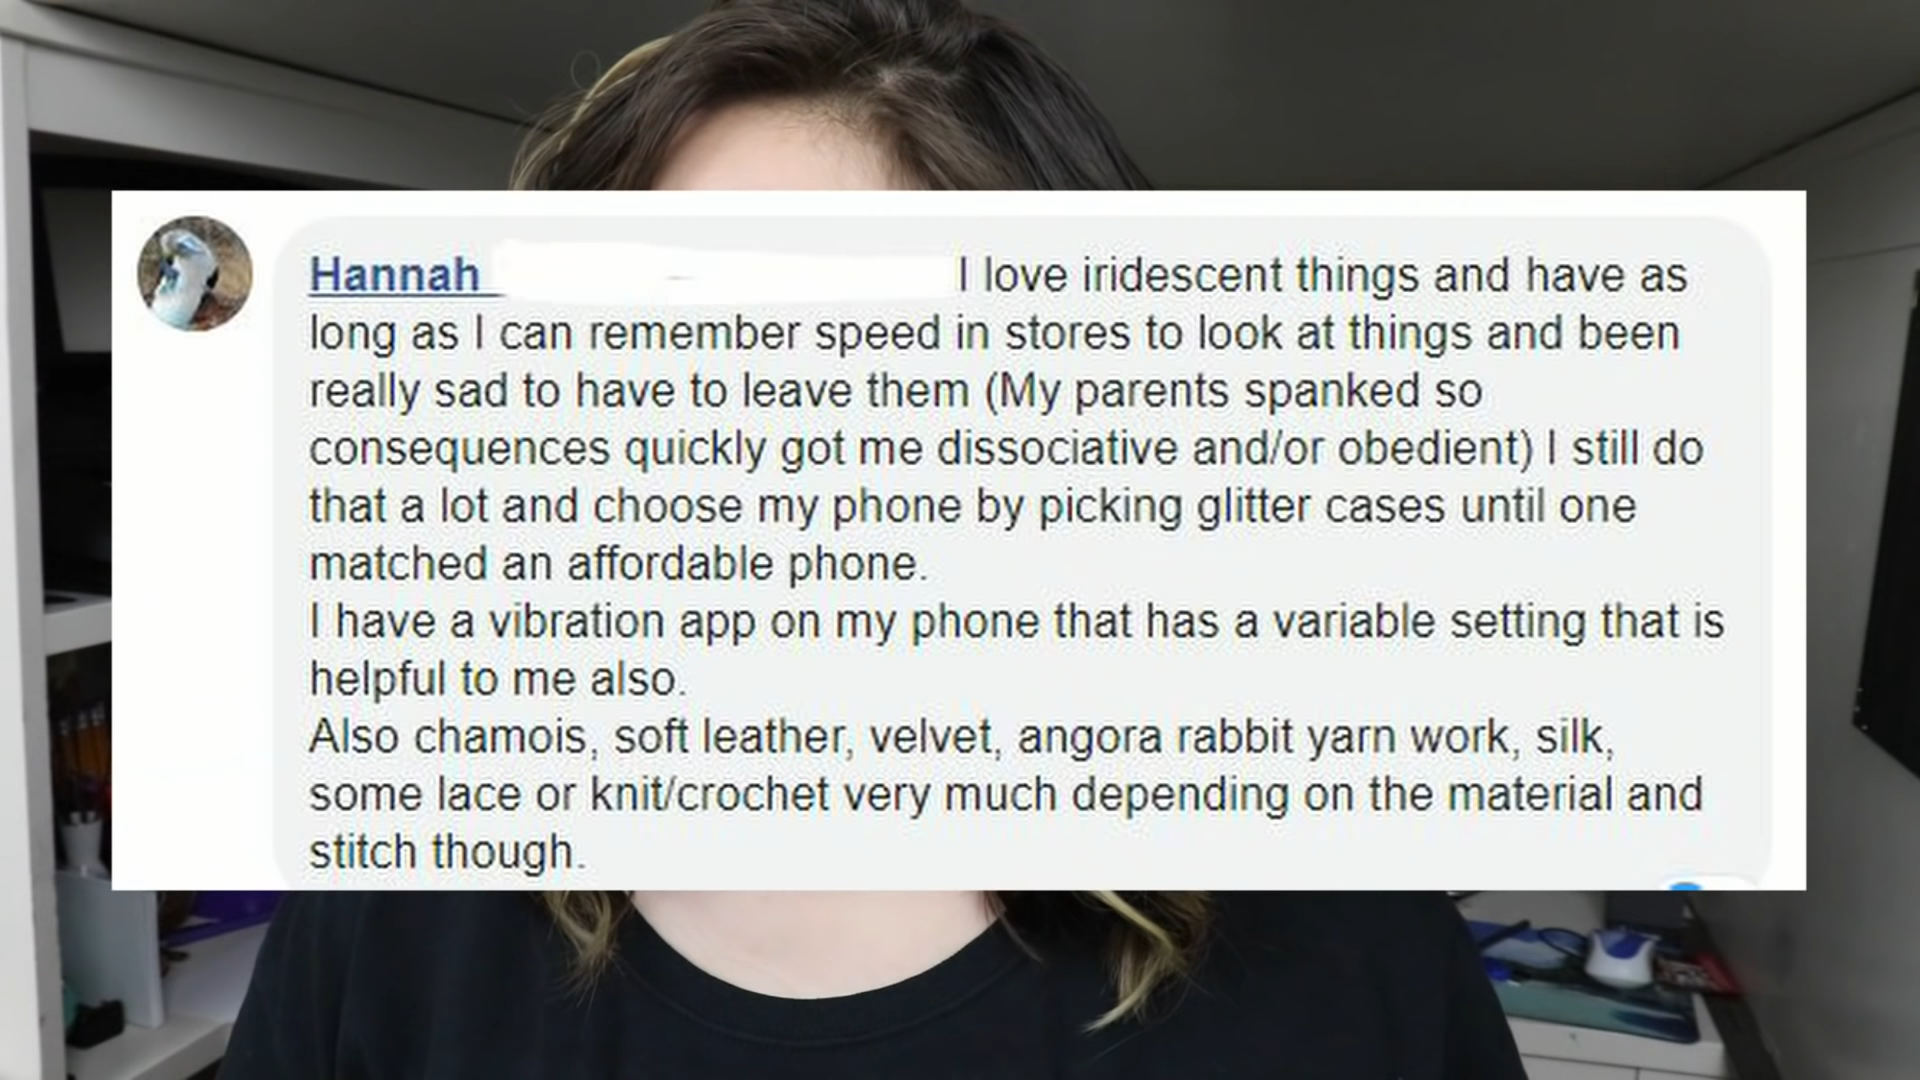 Hannah I love iridescent things and have as
long as I can remember speed in stores to look at things and been
really sad to have to leave them (My parents spanked so
consequences quickly got me dissociative and/or obedient) I still do
that a lot and choose my phone by picking glitter cases until one
matched an affordable phone.
I have a vibration app on my phone that has a variable setting that is
helpful to me also.
Also chamois, soft leather, velvet, angora rabbit yarn work, silk,
some lace or knit/crochet very much depending on the material and
stitch though.